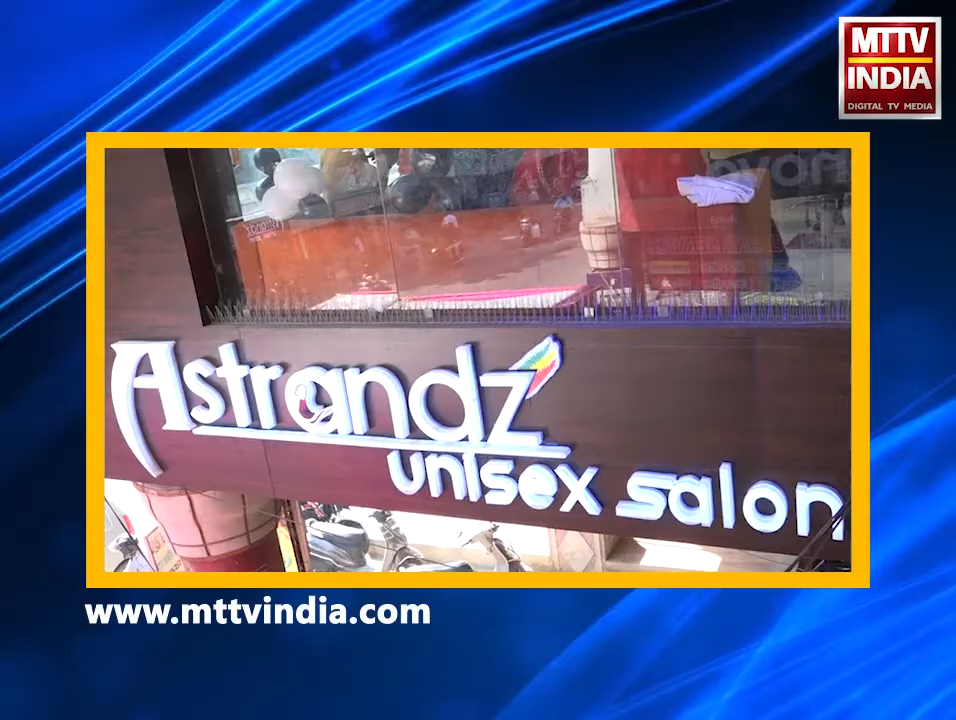 MTTV
INDIA
DIGITAL TV MEDIA
Astrandz
unisex salon
www.mttvindia.com